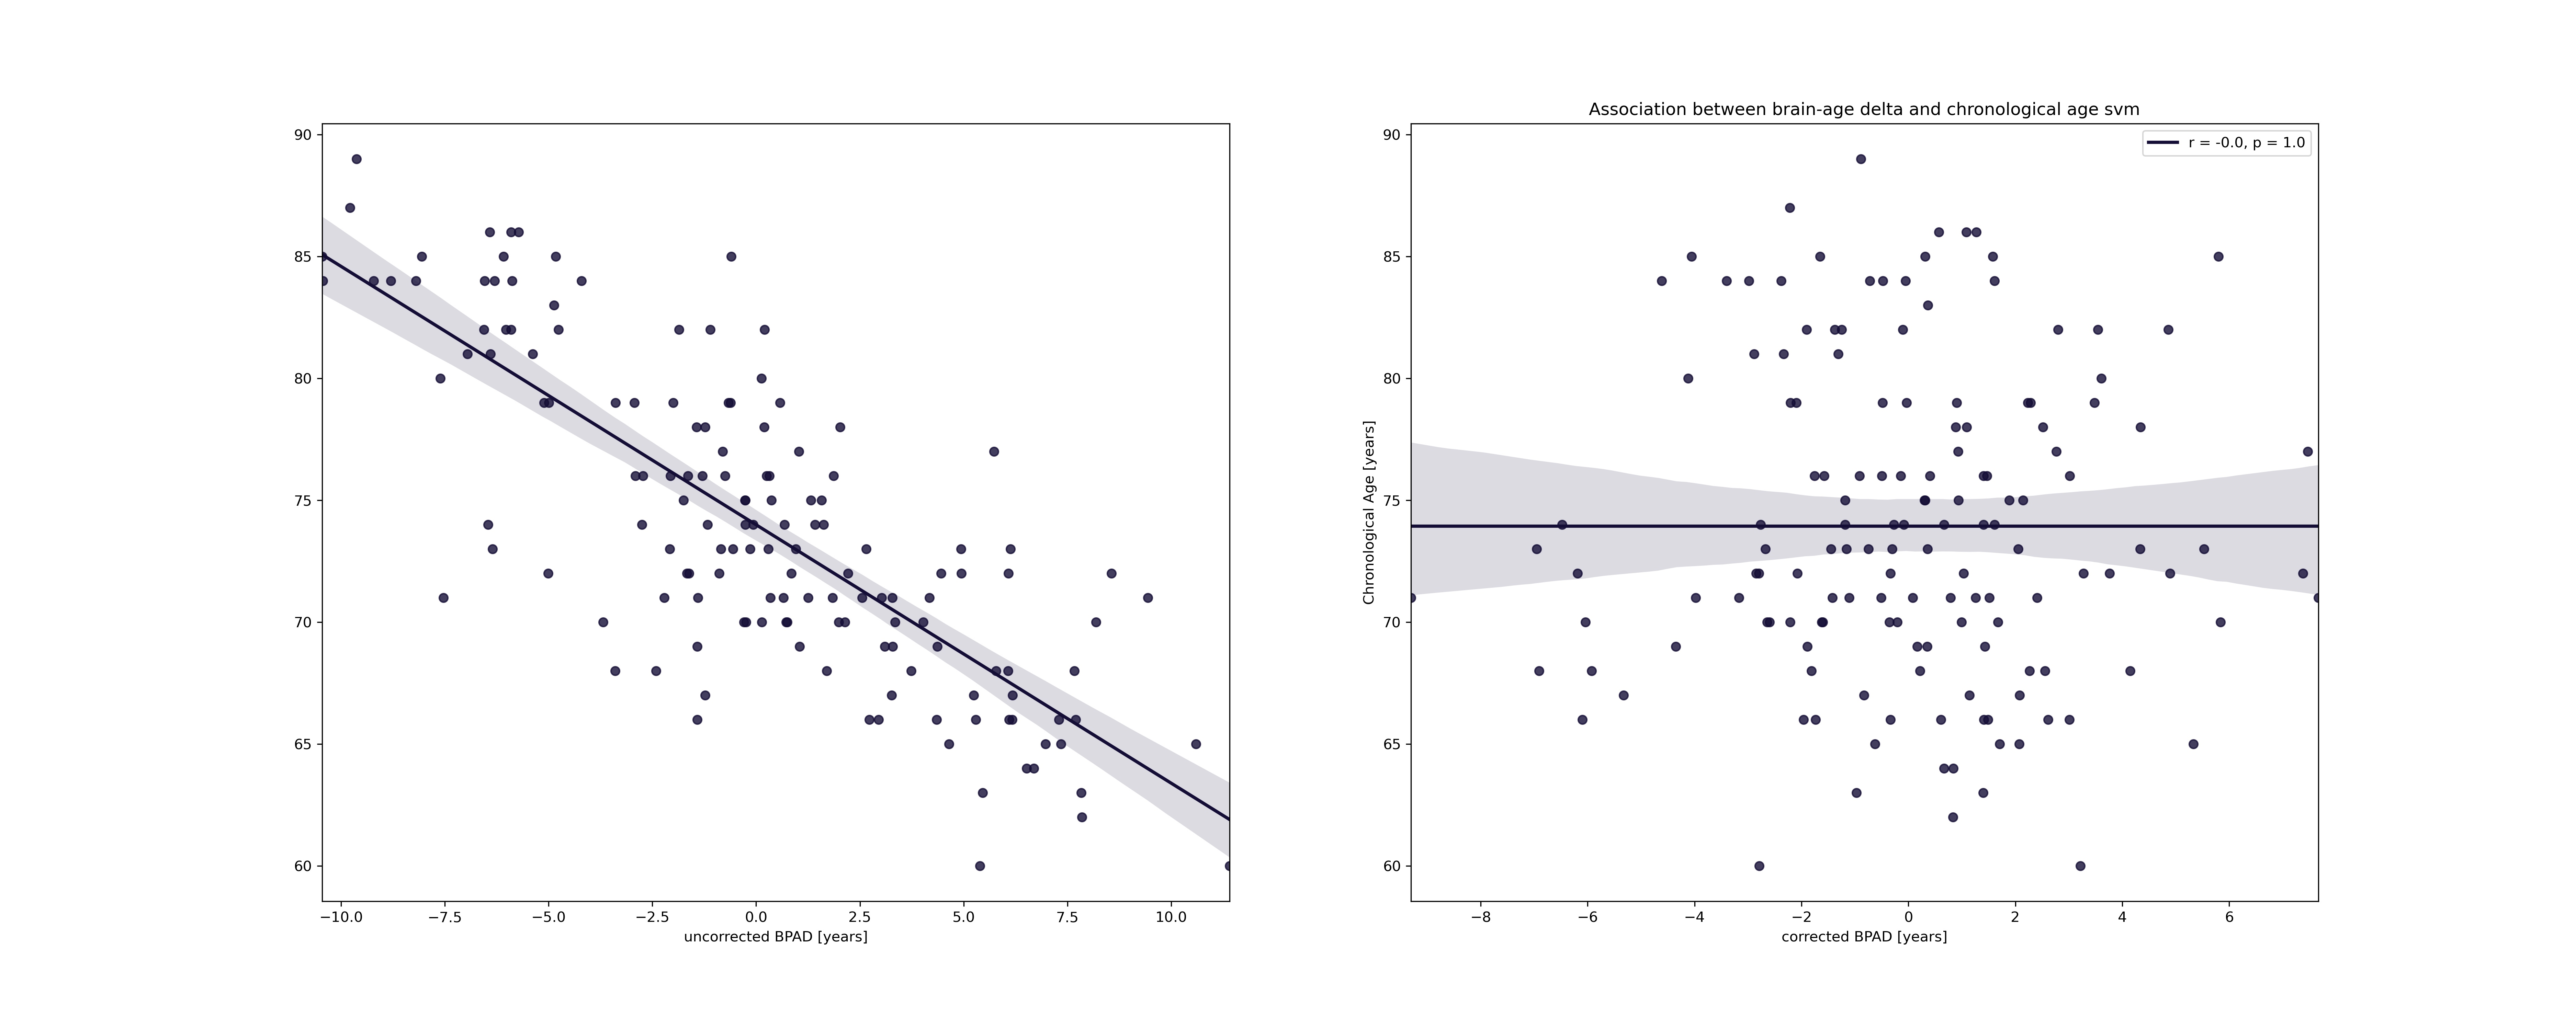 90
85
80
75
70
65
60
−10.0 −7.5 −5.0 −2.5 0.0 2.5 5.0 7.5 10.0
uncorrected BPAD [years]
Association between brain-age delta and chronological age svm
r = -0.0, p = 1.0
Chronological Age [years]
90
85
80
75
70
65
60
−8 −6 −4 −2 0 2 4 6
corrected BPAD [years]